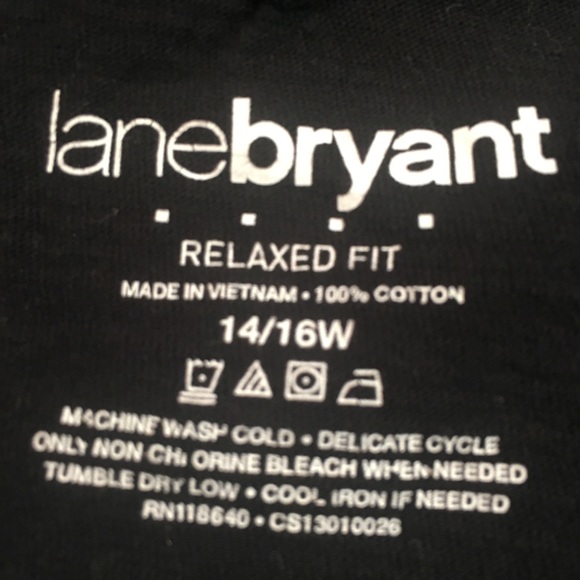 lanebryant
RELAXED FIT
MADE IN VIETNAM • 100% COTTON
14/16W
MACHINE WASH COLD • DELICATE CYCLE
ONLY NON CHLORINE BLEACH WHEN NEEDED
TUMBLE DRY LOW • COOL IRON IF NEEDED
RN118640 • CS13010026